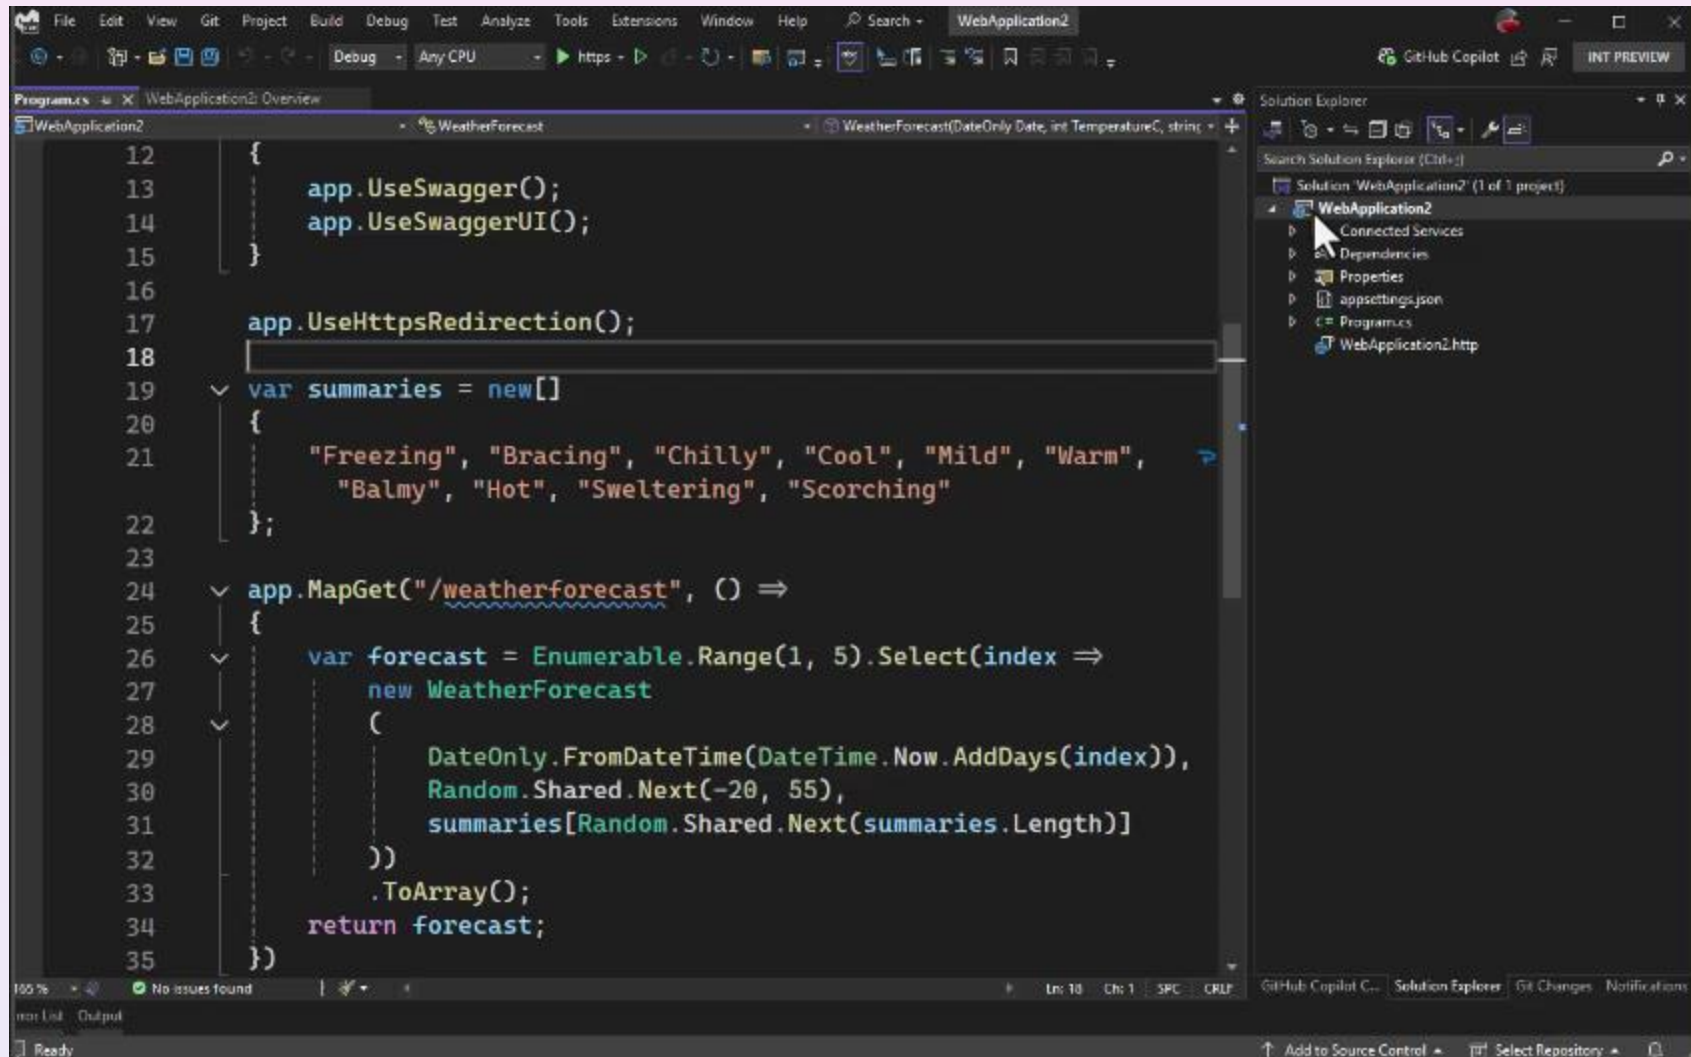 File Edit View Git Project Build Debug Test Analyze Tools Extensions Window Help Search WebApplication2
Debug Any CPU https GitHub Copilot INT PREVIEW
Program.cs WebApplication2: Overview
WebApplication2 WeatherForecast WeatherForecast(DateOnly Date, int TemperatureC, string
12 {
13 app.UseSwagger();
14 app.UseSwaggerUI();
15 }
16
17 app.UseHttpsRedirection();
18
19 var summaries = new[]
20 {
21 "Freezing", "Bracing", "Chilly", "Cool", "Mild", "Warm",
"Balmy", "Hot", "Sweltering", "Scorching"
22 };
23
24 app.MapGet("/weatherforecast", () =>
25 {
26 var forecast = Enumerable.Range(1, 5).Select(index =>
27 new WeatherForecast
28 (
29 DateOnly.FromDateTime(DateTime.Now.AddDays(index)),
30 Random.Shared.Next(-20, 55),
31 summaries[Random.Shared.Next(summaries.Length)]
32 ))
33 .ToArray();
34 return forecast;
35 })
Solution Explorer
Search Solution Explorer (Ctrl+;)
Solution 'WebApplication2' (1 of 1 project)
WebApplication2
Connected Services
Dependencies
Properties
appsettings.json
C# Program.cs
WebApplication2.http
165 % No issues found Ln: 18 Ch: 1 SPC CRLF
GitHub Copilot C... Solution Explorer Git Changes Notifications
rror List Output
Ready Add to Source Control Select Repository